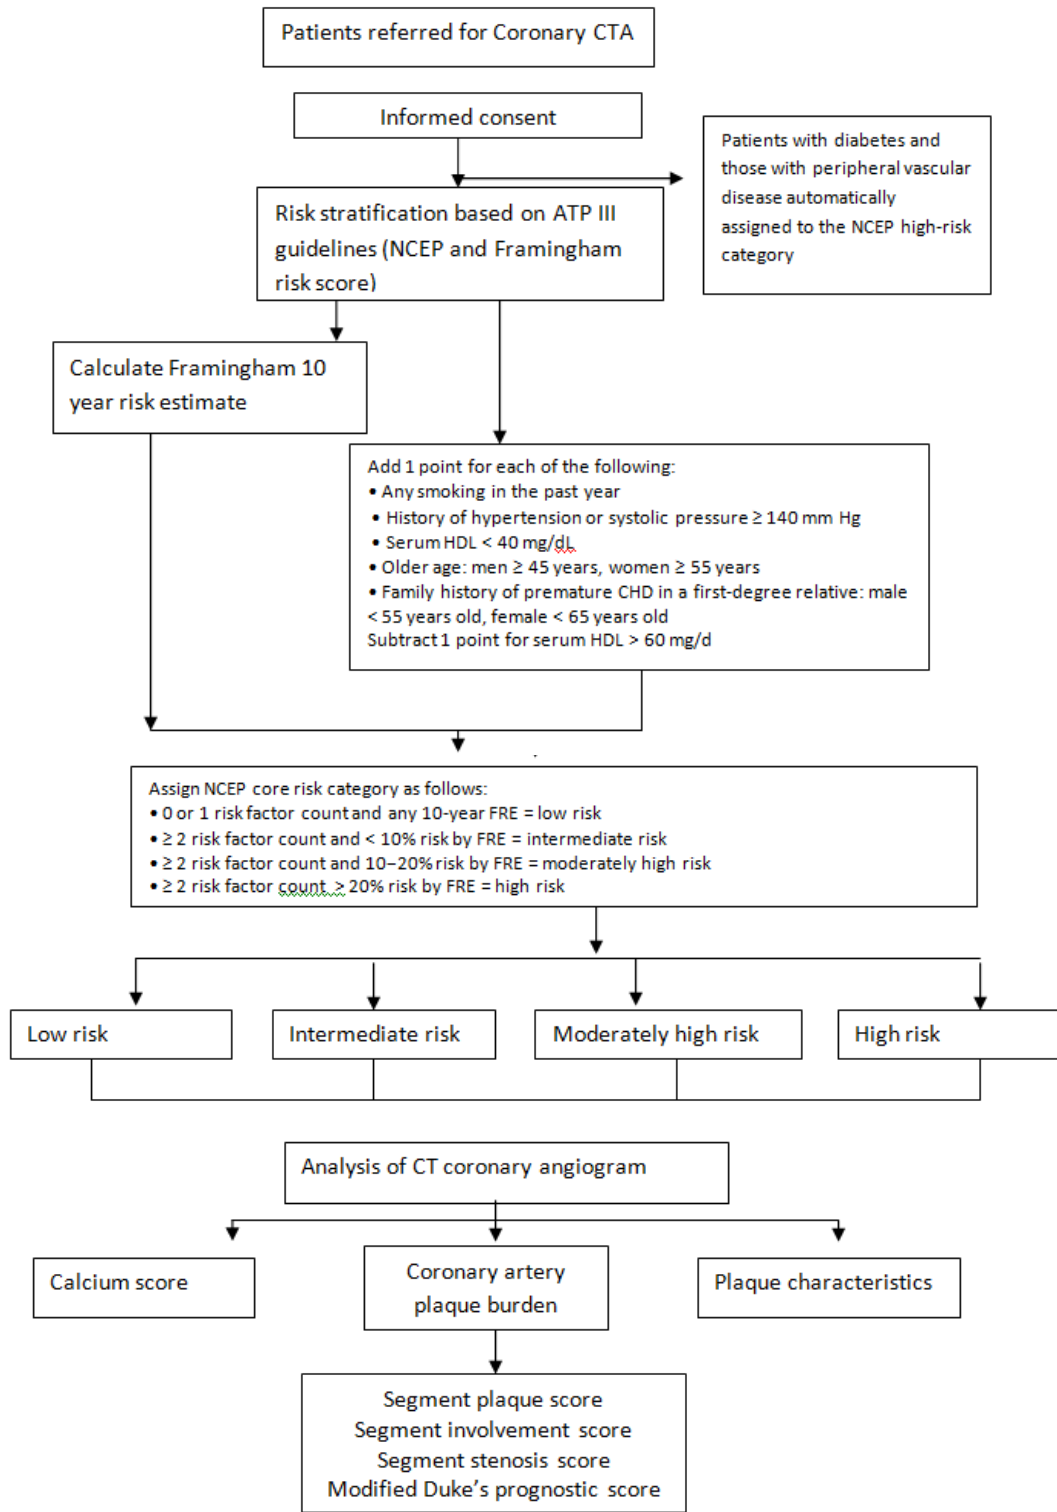 Patients referred for Coronary CTA
Informed consent
Patients with diabetes and
those with peripheral vascular
disease automatically
assigned to the NCEP high-risk
category
Risk stratification based on ATP III
guidelines (NCEP and Framingham
risk score)
Calculate Framingham 10
year risk estimate
Add 1 point for each of the following:
• Any smoking in the past year
• History of hypertension or systolic pressure ≥ 140 mm Hg
• Serum HDL < 40 mg/dL
• Older age: men ≥ 45 years, women ≥ 55 years
• Family history of premature CHD in a first-degree relative: male
< 55 years old, female < 65 years old
Subtract 1 point for serum HDL > 60 mg/d
Assign NCEP core risk category as follows:
• 0 or 1 risk factor count and any 10-year FRE = low risk
• ≥ 2 risk factor count and < 10% risk by FRE = intermediate risk
• ≥ 2 risk factor count and 10–20% risk by FRE = moderately high risk
• ≥ 2 risk factor count > 20% risk by FRE = high risk
Low risk
Intermediate risk
Moderately high risk
High risk
Analysis of CT coronary angiogram
Calcium score
Coronary artery
plaque burden
Plaque characteristics
Segment plaque score
Segment involvement score
Segment stenosis score
Modified Duke's prognostic score